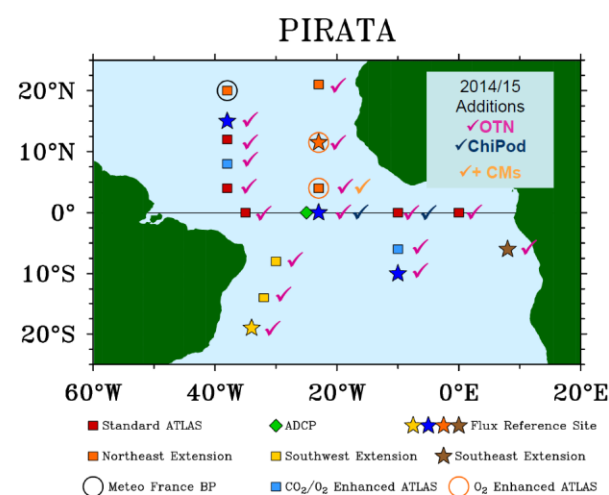 PIRATA
20°N
10°N
0°
10°S
20°S
2014/15
Additions
✓OTN
✓ChiPod
✓+ CMs
60°W 40°W 20°W 0°E 20°E
Standard ATLAS ADCP Flux Reference Site
Northeast Extension Southwest Extension Southeast Extension
Meteo France BP CO₂/O₂ Enhanced ATLAS O₂ Enhanced ATLAS